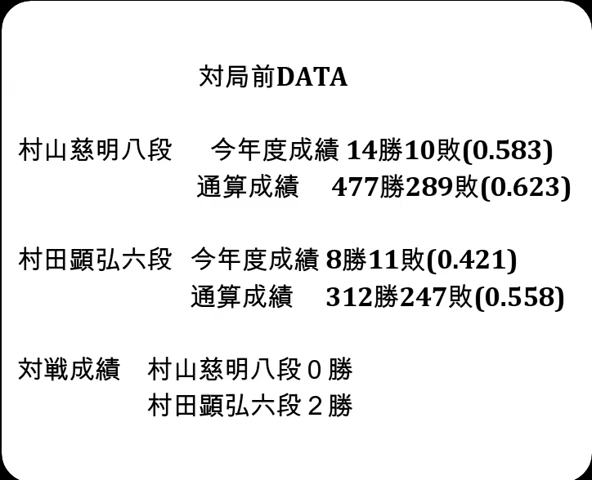 対局前DATA
村山慈明八段 今年度成績 14勝10敗(0.583)
通算成績 477勝289敗(0.623)
村田顕弘六段 今年度成績 8勝11敗(0.421)
通算成績 312勝247敗(0.558)
対戦成績 村山慈明八段０勝
村田顕弘六段２勝